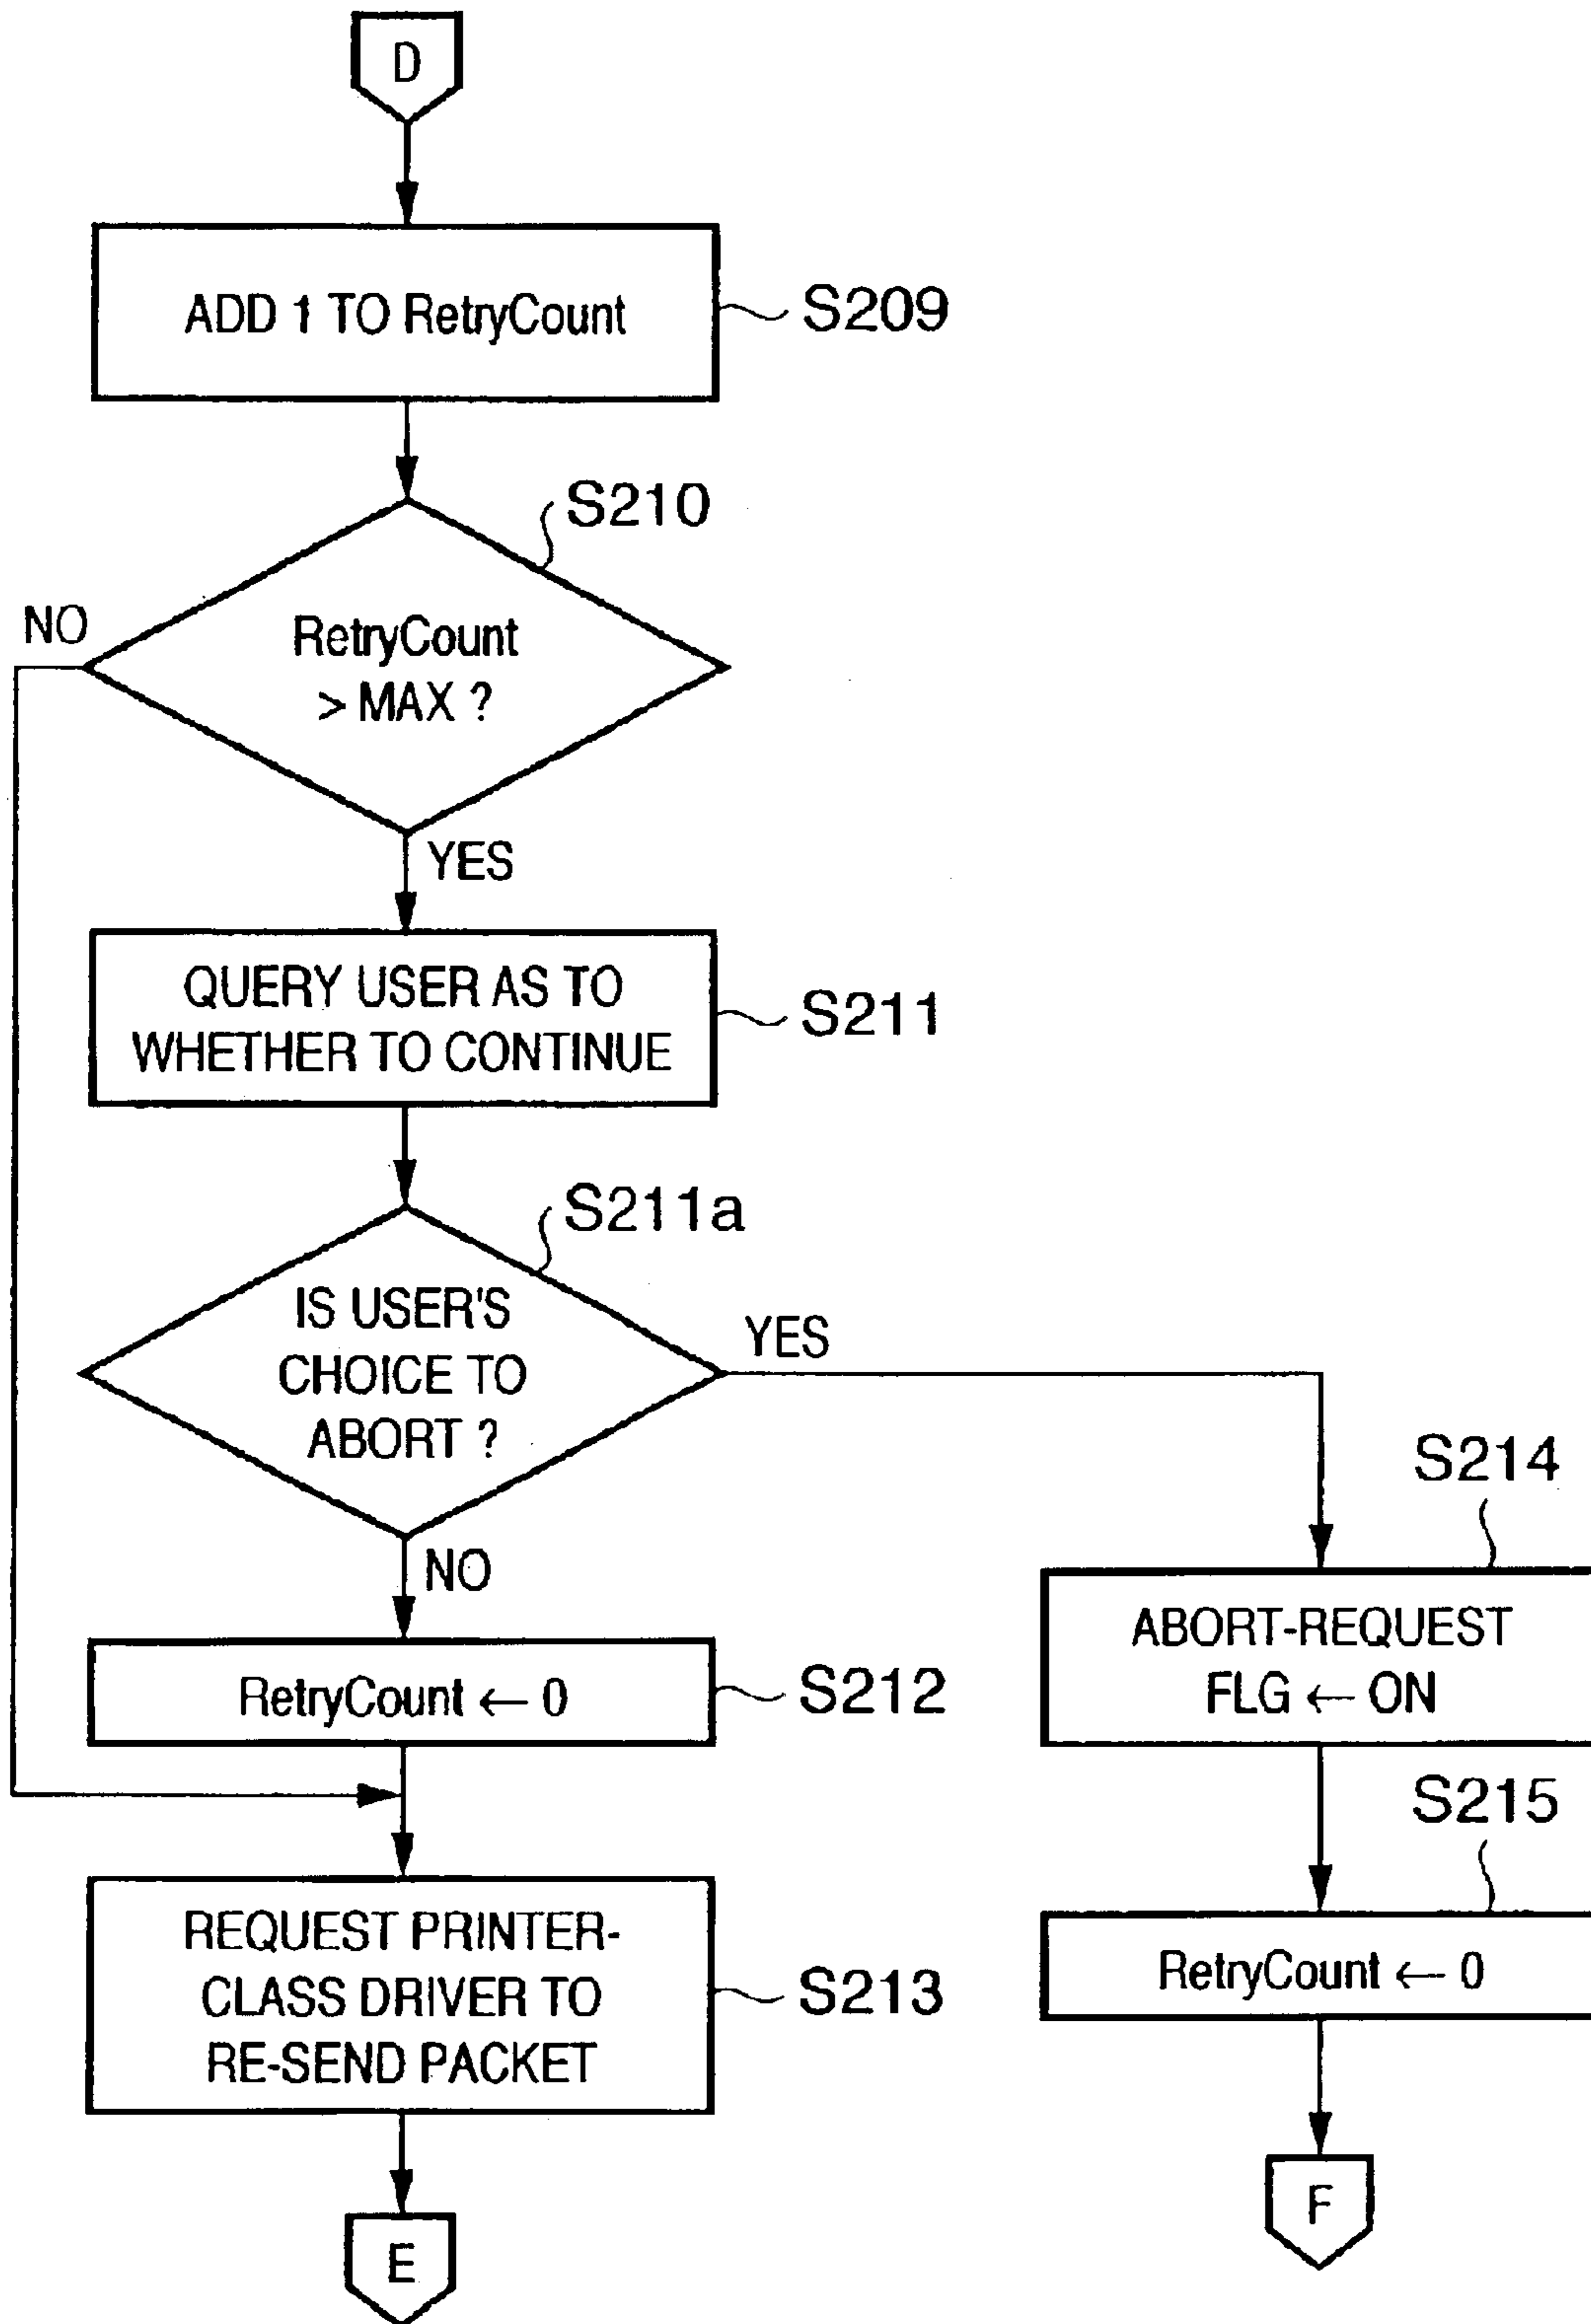 D
ADD 1 TO RetryCount
S209
S210
NO
RetryCount
> MAX ?
YES
QUERY USER AS TO
WHETHER TO CONTINUE
S211
S211a
IS USER'S
CHOICE TO
ABORT ?
YES
NO
S214
ABORT-REQUEST
FLG ← ON
RetryCount ← 0
S212
S215
RetryCount ← 0
REQUEST PRINTER-
CLASS DRIVER TO
RE-SEND PACKET
S213
F
E